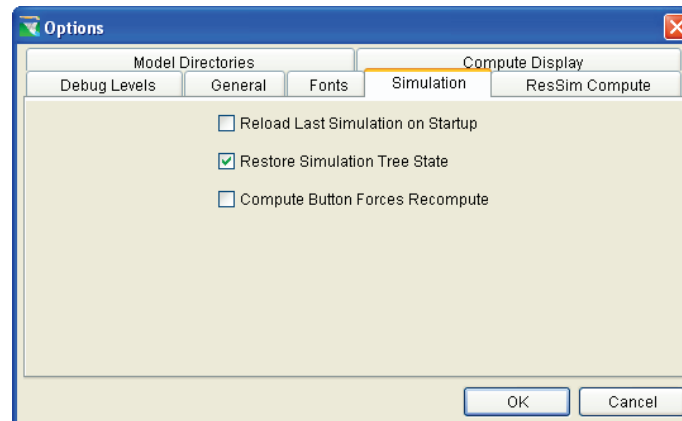 Options
Model Directories Compute Display
Debug Levels General Fonts Simulation ResSim Compute
Reload Last Simulation on Startup
Restore Simulation Tree State
Compute Button Forces Recompute
OK Cancel